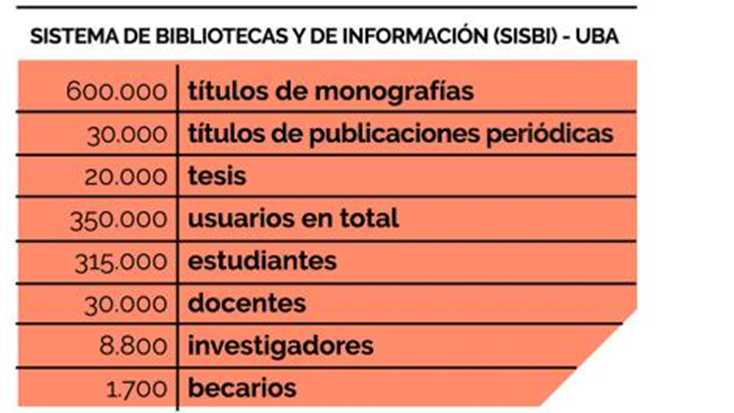 SISTEMA DE BIBLIOTECAS Y DE INFORMACIÓN (SISBI) - UBA
600.000 títulos de monografías
30.000 títulos de publicaciones periódicas
20.000 tesis
350.000 usuarios en total
315.000 estudiantes
30.000 docentes
8.800 investigadores
1.700 becarios